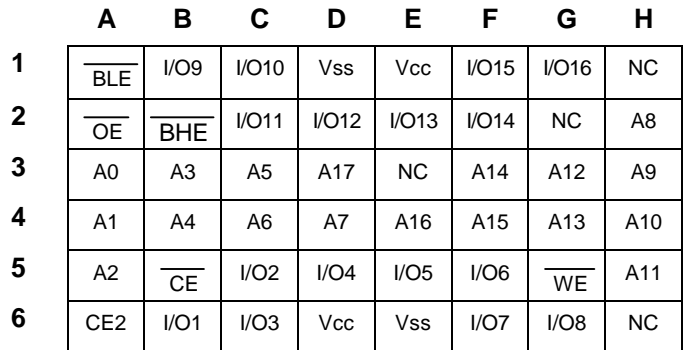 A B C D E F G H
1 BLE I/O9 I/O10 Vss Vcc I/O15 I/O16 NC
2 OE BHE I/O11 I/O12 I/O13 I/O14 NC A8
3 A0 A3 A5 A17 NC A14 A12 A9
4 A1 A4 A6 A7 A16 A15 A13 A10
5 A2 CE I/O2 I/O4 I/O5 I/O6 WE A11
6 CE2 I/O1 I/O3 Vcc Vss I/O7 I/O8 NC